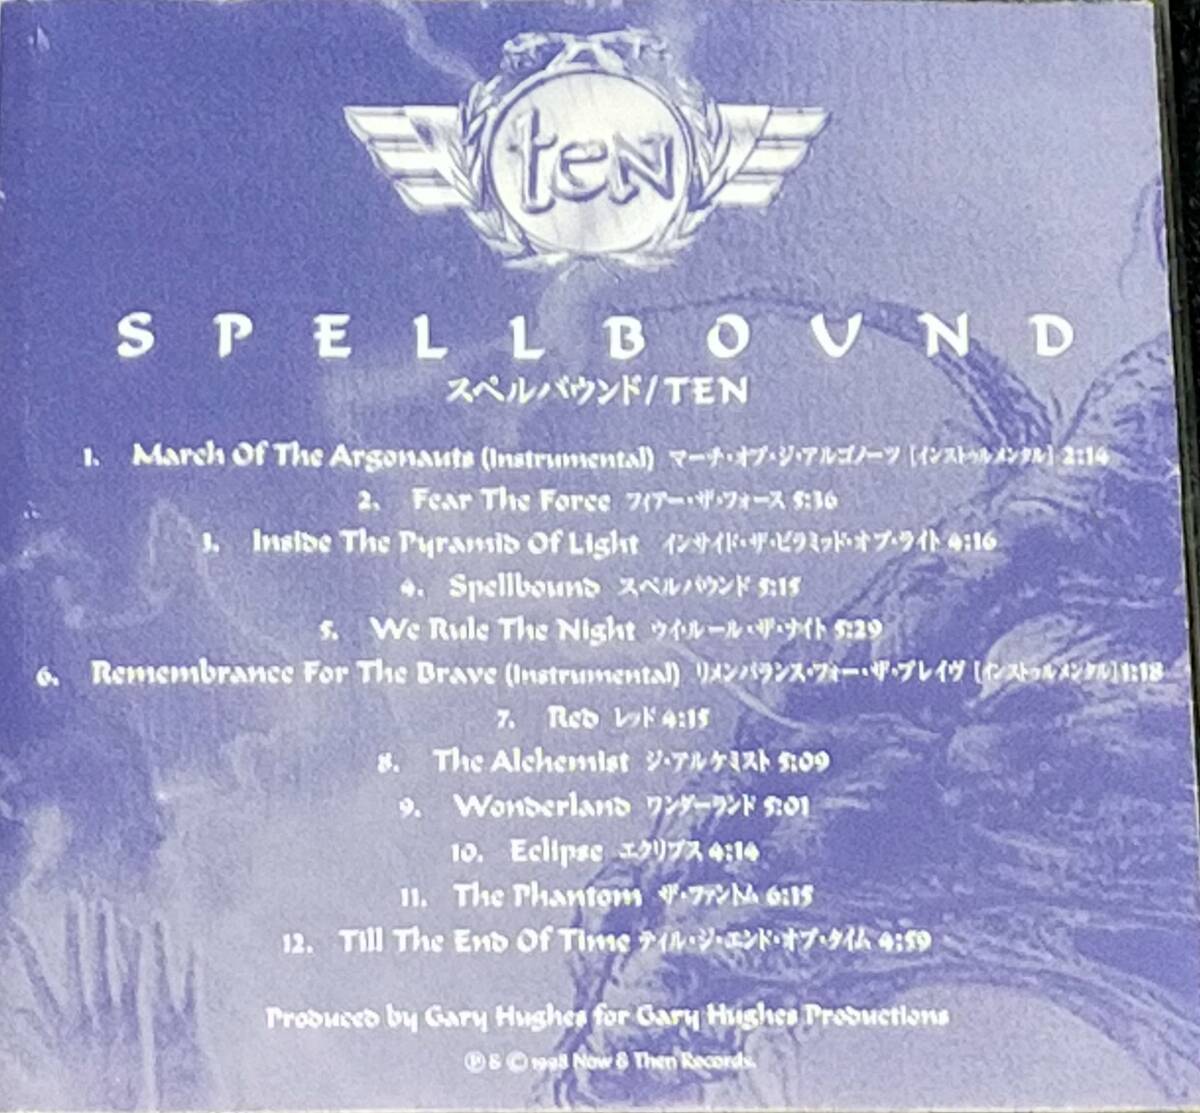 ten
SPELLBOUND
スペルバウンド/TEN
1. March Of The Argonauts (Instrumental) マーチ・オブ・ジ・アルゴノーツ [インストゥルメンタル] 2:14
2. Fear The Force フィアー・ザ・フォース 5:36
3. Inside The Pyramid Of Light インサイド・ザ・ピラミッド・オブ・ライト 4:16
4. Spellbound スペルバウンド 5:15
5. We Rule The Night ウイ・ルール・ザ・ナイト 5:29
6. Remembrance For The Brave (Instrumental) リメンバランス・フォー・ザ・ブレイヴ [インストゥルメンタル] 1:18
7. Red レッド 4:15
8. The Alchemist ジ・アルケミスト 5:09
9. Wonderland ワンダーランド 5:01
10. Eclipse エクリプス 4:14
11. The Phantom ザ・ファントム 6:15
12. Till The End Of Time ティル・ジ・エンド・オブ・タイム 4:59
Produced by Gary Hughes for Gary Hughes Productions
℗ & © 1998 Now & Then Records.